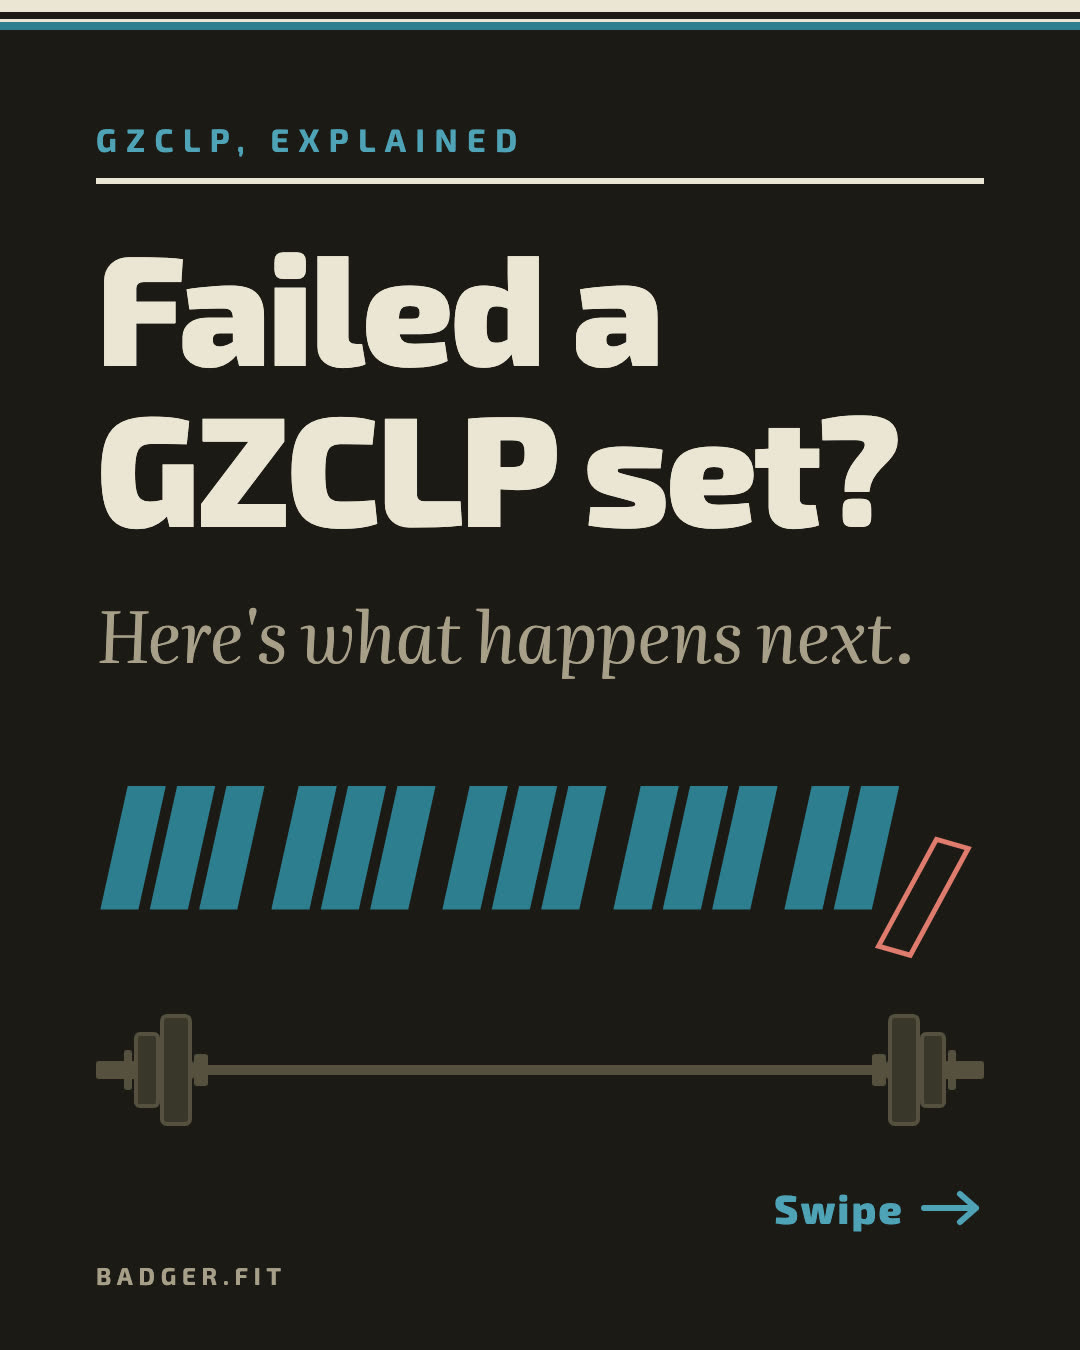 GZCLP, EXPLAINED
Failed a
GZCLP set?
Here's what happens next.
Swipe
BADGER.FIT